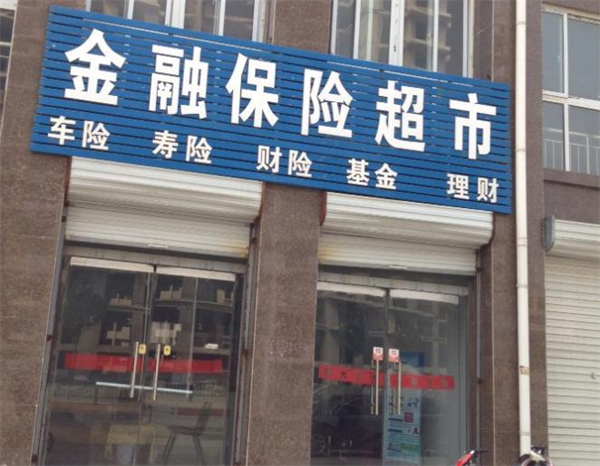 金融保险超市
车险 寿险 财险 基金 理财